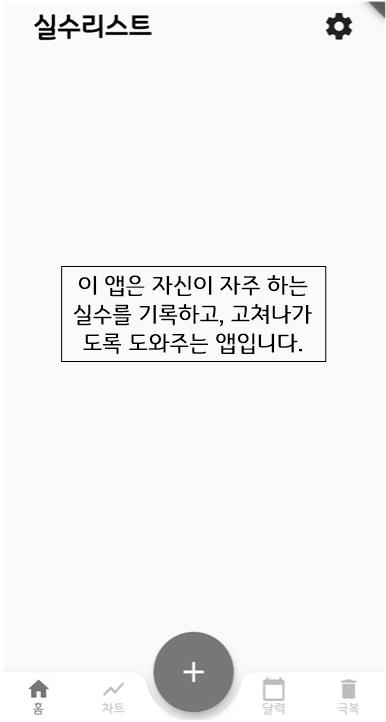 실수리스트
이 앱은 자신이 자주 하는
실수를 기록하고, 고쳐나가
도록 도와주는 앱입니다.
홈
차트
달력
극복